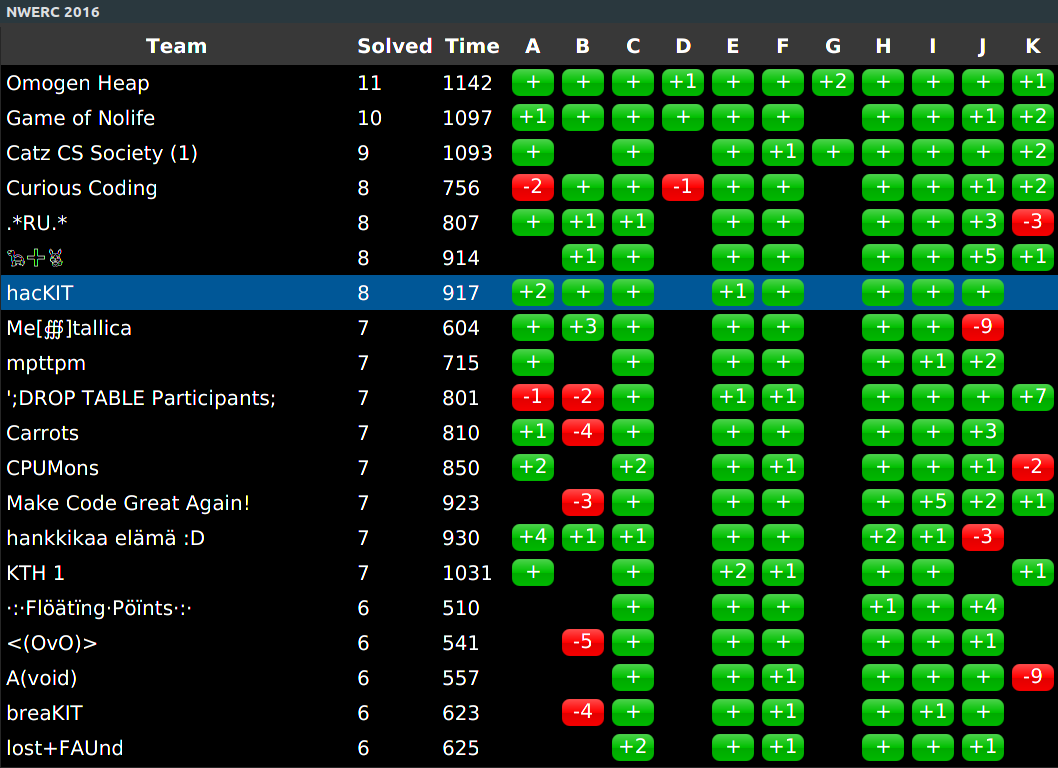 NWERC 2016
Team Solved Time A B C D E F G H I J K
Omogen Heap 11 1142 + + + +1 + + +2 + + + +1
Game of Nolife 10 1097 +1 + + + + + + + +1 +2
Catz CS Society (1) 9 1093 + + + +1 + + + + +2
Curious Coding 8 756 -2 + + -1 + + + + +1 +2
.*RU.* 8 807 + +1 +1 + + + + +3 -3
8 914 +1 + + + + + +5 +1
hacKIT 8 917 +2 + + +1 + + + +
Me[∰]tallica 7 604 + +3 + + + + + -9
mpttpm 7 715 + + + + + +1 +2
';DROP TABLE Participants; 7 801 -1 -2 + +1 +1 + + + +7
Carrots 7 810 +1 -4 + + + + + +3
CPUMons 7 850 +2 +2 + +1 + + +1 -2
Make Code Great Again! 7 923 -3 + + + + +5 +2 +1
hankkikaa elämä :D 7 930 +4 +1 +1 + + +2 +1 -3
KTH 1 7 1031 + + +2 +1 + + +1
·:·Flöätïng·Pöïnts·:· 6 510 + + + +1 + +4
<(OvO)> 6 541 -5 + + + + + +1
A(void) 6 557 + + +1 + + + -9
breaKIT 6 623 -4 + + +1 + +1 +
lost+FAUnd 6 625 +2 + +1 + + +1